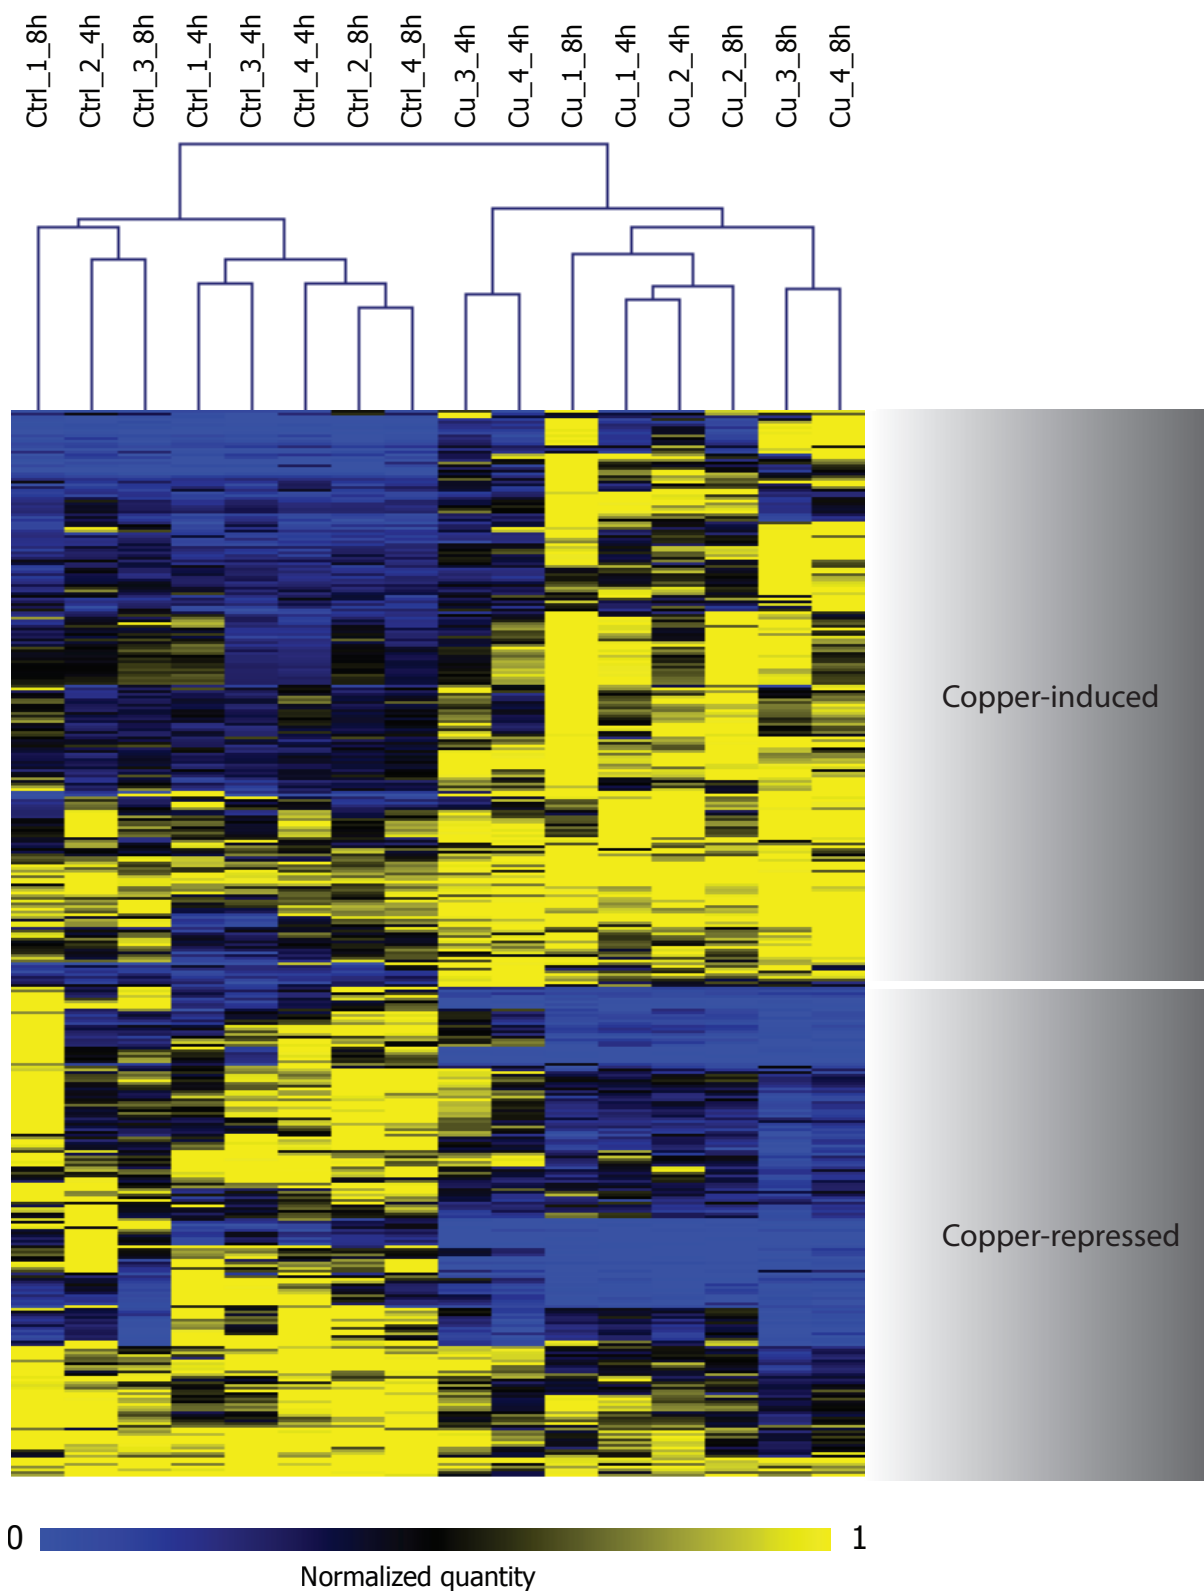 Ctrl_1_8h
Ctrl_2_4h
Ctrl_3_8h
Ctrl_1_4h
Ctrl_3_4h
Ctrl_4_4h
Ctrl_2_8h
Ctrl_4_8h
Cu_3_4h
Cu_4_4h
Cu_1_8h
Cu_1_4h
Cu_2_4h
Cu_2_8h
Cu_3_8h
Cu_4_8h
Copper-induced
Copper-repressed
0
1
Normalized quantity